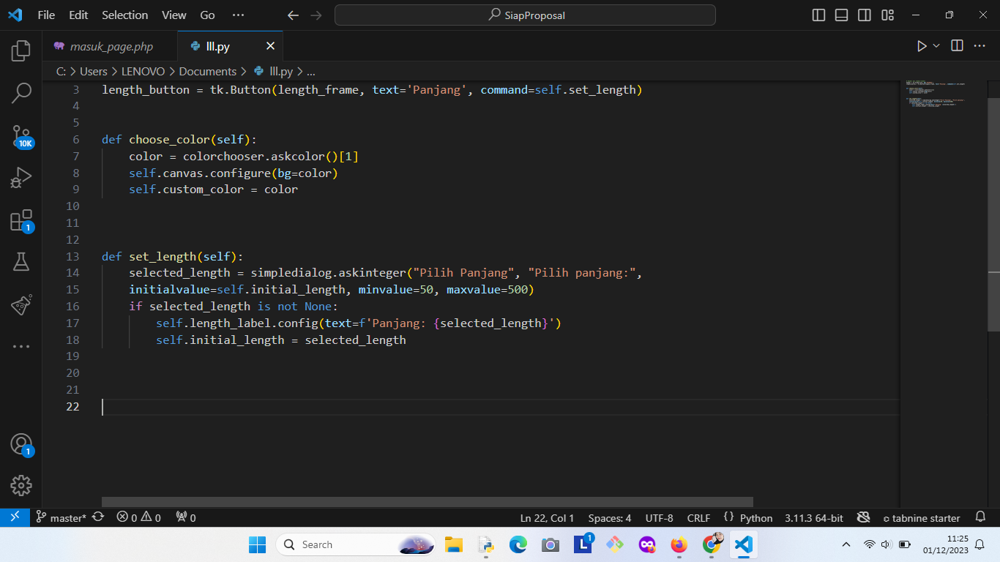 File Edit Selection View Go ··· SiapProposal
masuk_page.php lll.py
C: > Users > LENOVO > Documents > lll.py > ...
3 length_button = tk.Button(length_frame, text='Panjang', command=self.set_length)
4
5
6 def choose_color(self):
7 color = colorchooser.askcolor()[1]
8 self.canvas.configure(bg=color)
9 self.custom_color = color
10
11
12
13 def set_length(self):
14 selected_length = simpledialog.askinteger("Pilih Panjang", "Pilih panjang:",
15 initialvalue=self.initial_length, minvalue=50, maxvalue=500)
16 if selected_length is not None:
17 self.length_label.config(text=f'Panjang: {selected_length}')
18 self.initial_length = selected_length
19
20
21
22
10K
1
1
master* 0 0 0 Ln 22, Col 1 Spaces: 4 UTF-8 CRLF {} Python 3.11.3 64-bit tabnine starter
Search L 1 11:25
01/12/2023